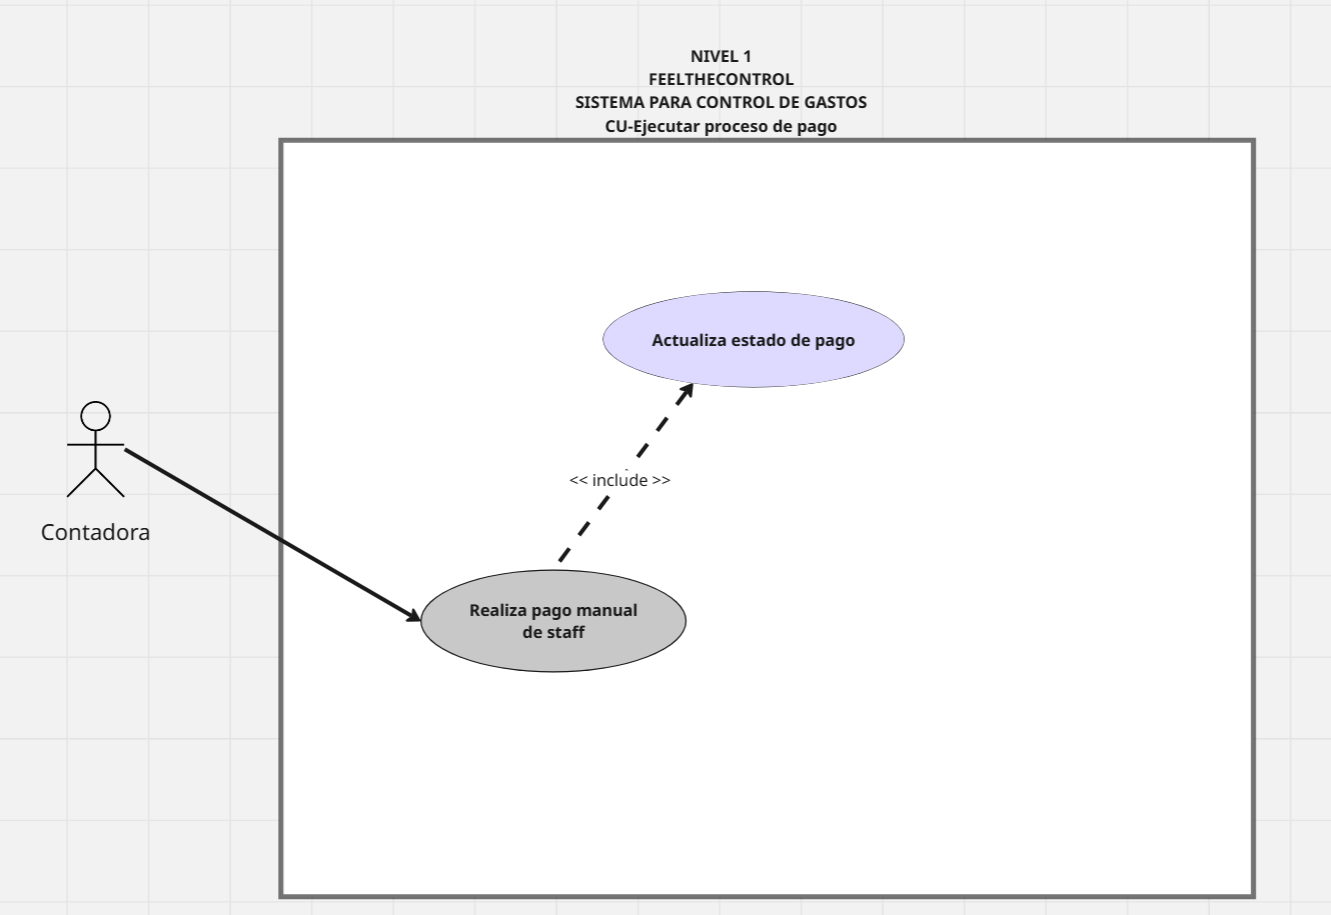 NIVEL 1
FEELTHECONTROL
SISTEMA PARA CONTROL DE GASTOS
CU-Ejecutar proceso de pago
Actualiza estado de pago
<< include >>
Contadora
Realiza pago manual
de staff